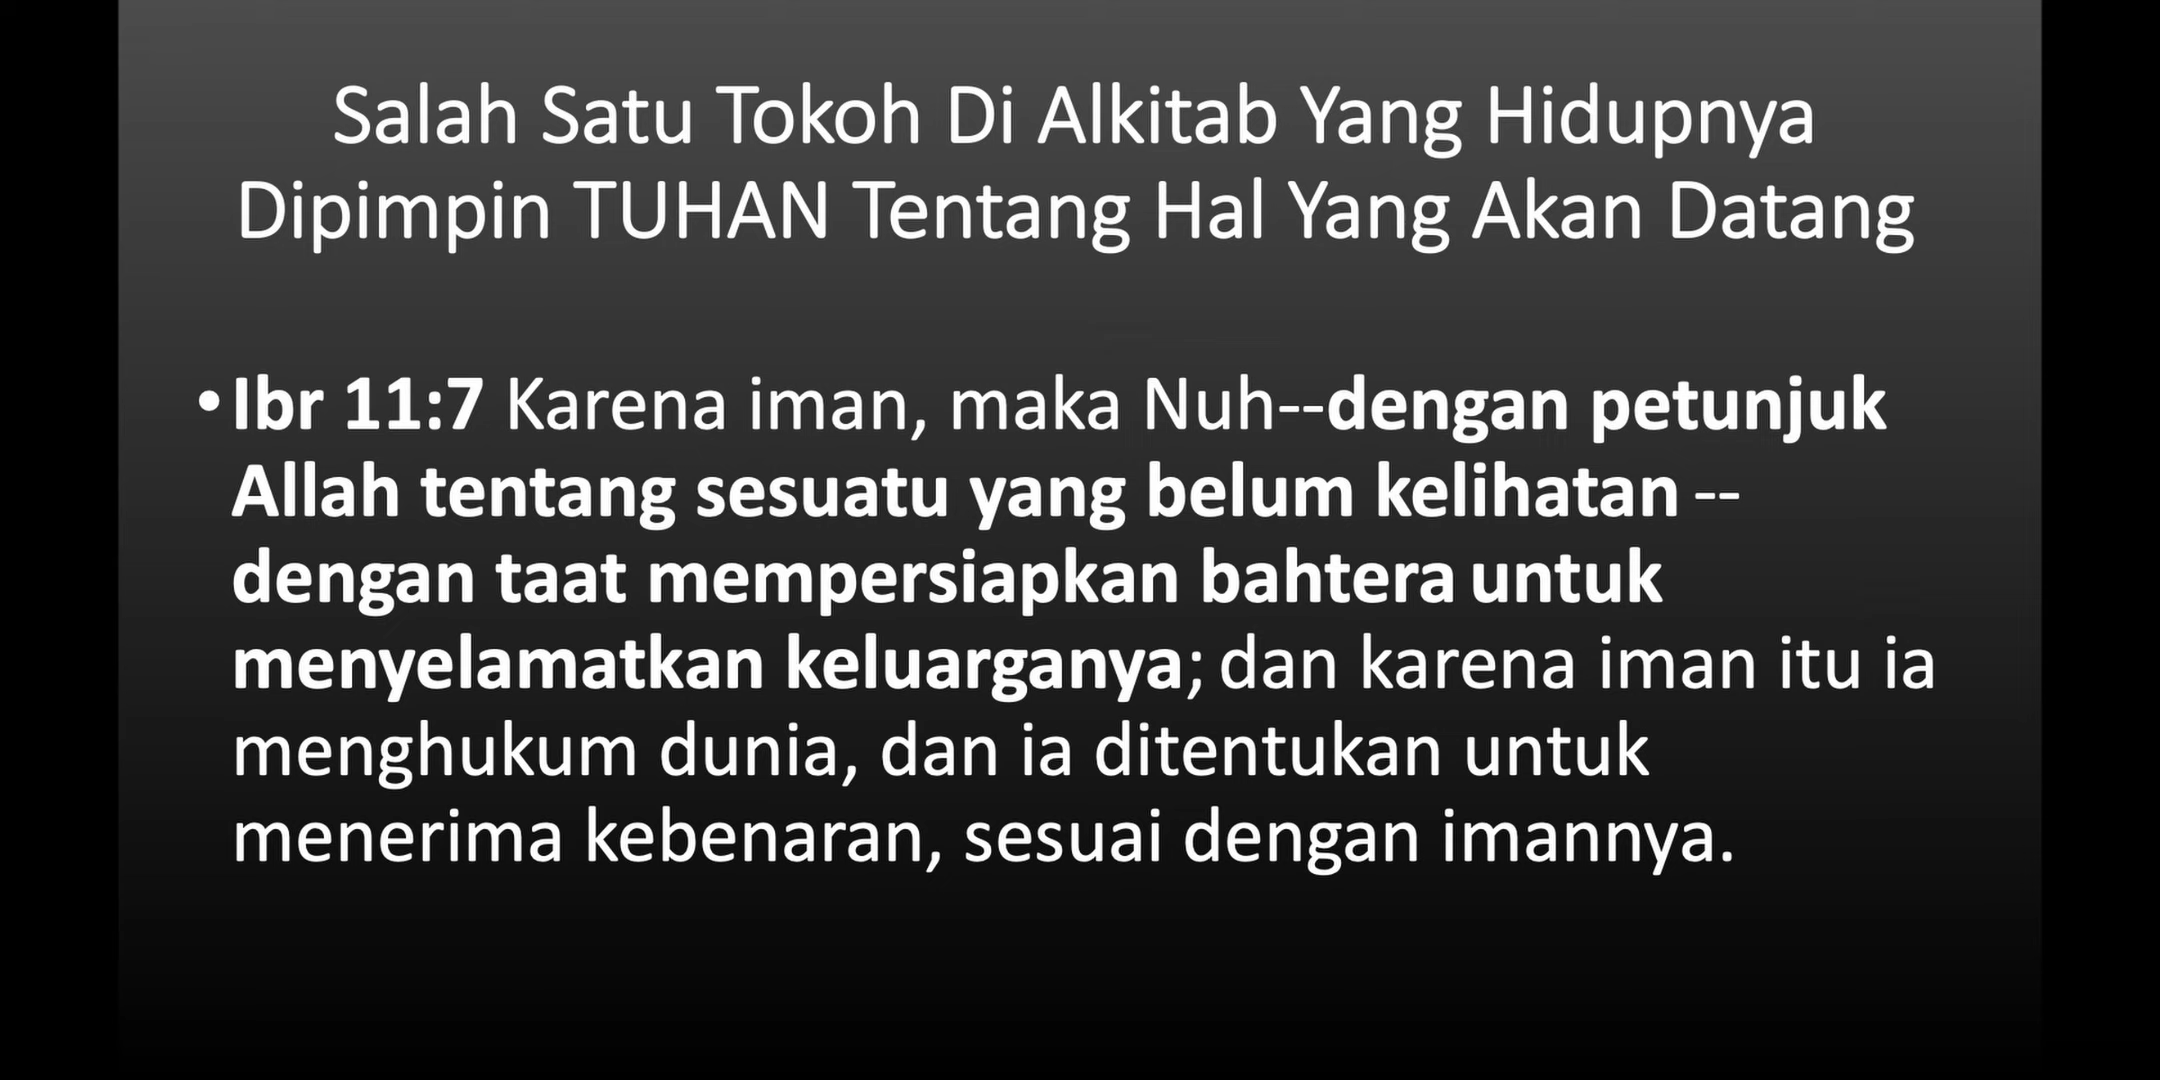 Salah Satu Tokoh Di Alkitab Yang Hidupnya
Dipimpin TUHAN Tentang Hal Yang Akan Datang
•Ibr 11:7 Karena iman, maka Nuh--dengan petunjuk
Allah tentang sesuatu yang belum kelihatan --
dengan taat mempersiapkan bahtera untuk
menyelamatkan keluarganya; dan karena iman itu ia
menghukum dunia, dan ia ditentukan untuk
menerima kebenaran, sesuai dengan imannya.